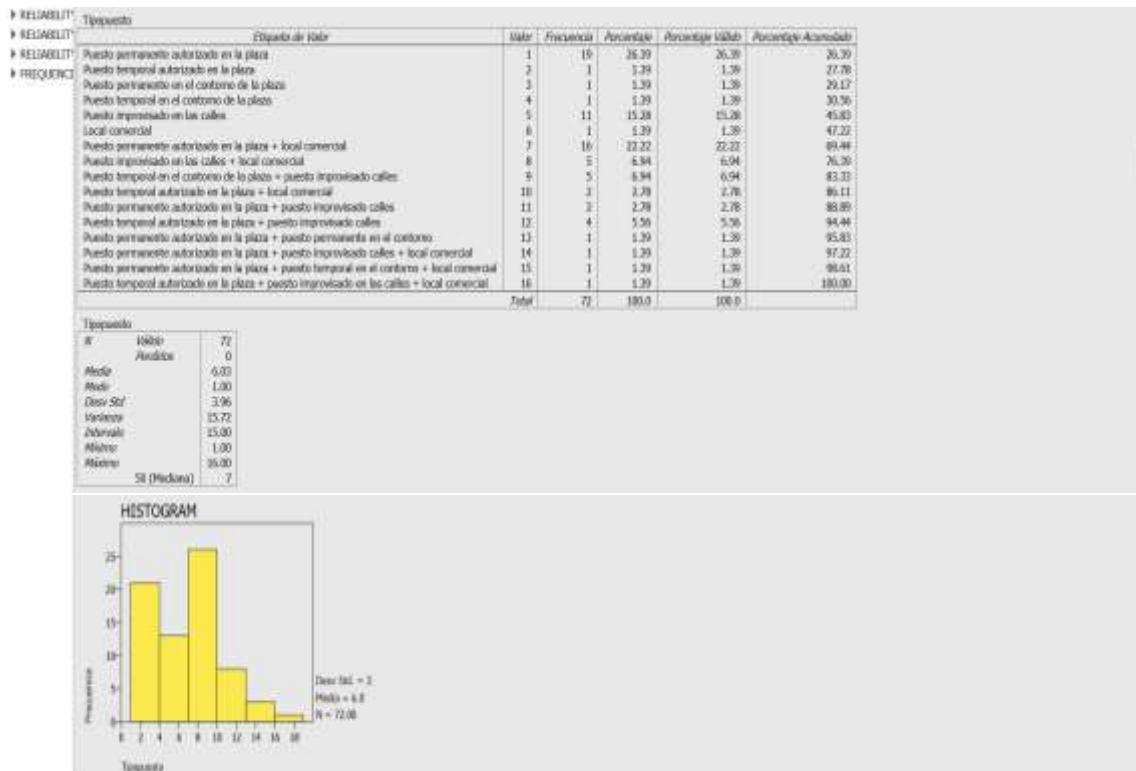 RELIABILIT
RELIABILIT
RELIABILIT
FREQUENCI
Tipopuesto
Etiqueta de Valor Valor Frecuencia Porcentaje Porcentaje Válido Porcentaje Acumulado
Puesto permanente autorizado en la plaza 1 19 26.39 26.39 26.39
Puesto temporal autorizado en la plaza 2 1 1.39 1.39 27.78
Puesto permanente en el contorno de la plaza 3 1 1.39 1.39 29.17
Puesto temporal en el contorno de la plaza 4 1 1.39 1.39 30.56
Puesto improvisado en las calles 5 11 15.28 15.28 45.83
Local comercial 6 1 1.39 1.39 47.22
Puesto permanente autorizado en la plaza + local comercial 7 16 22.22 22.22 69.44
Puesto improvisado en las calles + local comercial 8 5 6.94 6.94 76.39
Puesto temporal en el contorno de la plaza + puesto improvisado calles 9 5 6.94 6.94 83.33
Puesto temporal autorizado en la plaza + local comercial 10 2 2.78 2.78 86.11
Puesto permanente autorizado en la plaza + puesto improvisado calles 11 2 2.78 2.78 88.89
Puesto temporal autorizado en la plaza + puesto improvisado calles 12 4 5.56 5.56 94.44
Puesto permanente autorizado en la plaza + puesto permanente en el contorno 13 1 1.39 1.39 95.83
Puesto permanente autorizado en la plaza + puesto improvisado calles + local comercial 14 1 1.39 1.39 97.22
Puesto permanente autorizado en la plaza + puesto temporal en el contorno + local comercial 15 1 1.39 1.39 98.61
Puesto temporal autorizado en la plaza + puesto improvisado en las calles + local comercial 16 1 1.39 1.39 100.00
Total 72 100.0 100.0
Tipopuesto
N Válido 72
Perdidos 0
Media 6.03
Modo 1.00
Desv Std 3.96
Varianza 15.72
Intervalo 15.00
Mínimo 1.00
Máximo 16.00
50 (Mediana) 7
HISTOGRAM
25
20
15
10
5
0
Frequencia
0 2 4 6 8 10 12 14 16 18
Desv Std. = 3
Media = 6.0
N = 72.00
Tipopuesto